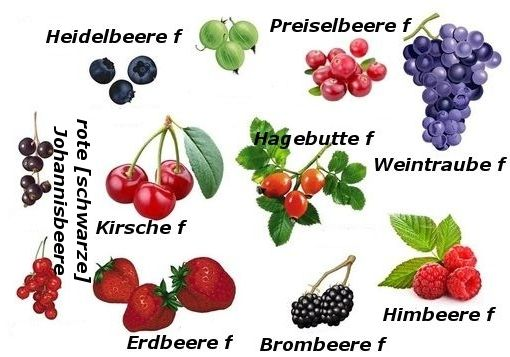 Heidelbeere f
Preiselbeere f
Hagebutte f
Weintraube f
rote [schwarze]
Johannisbeere
Kirsche f
Himbeere f
Erdbeere f
Brombeere f